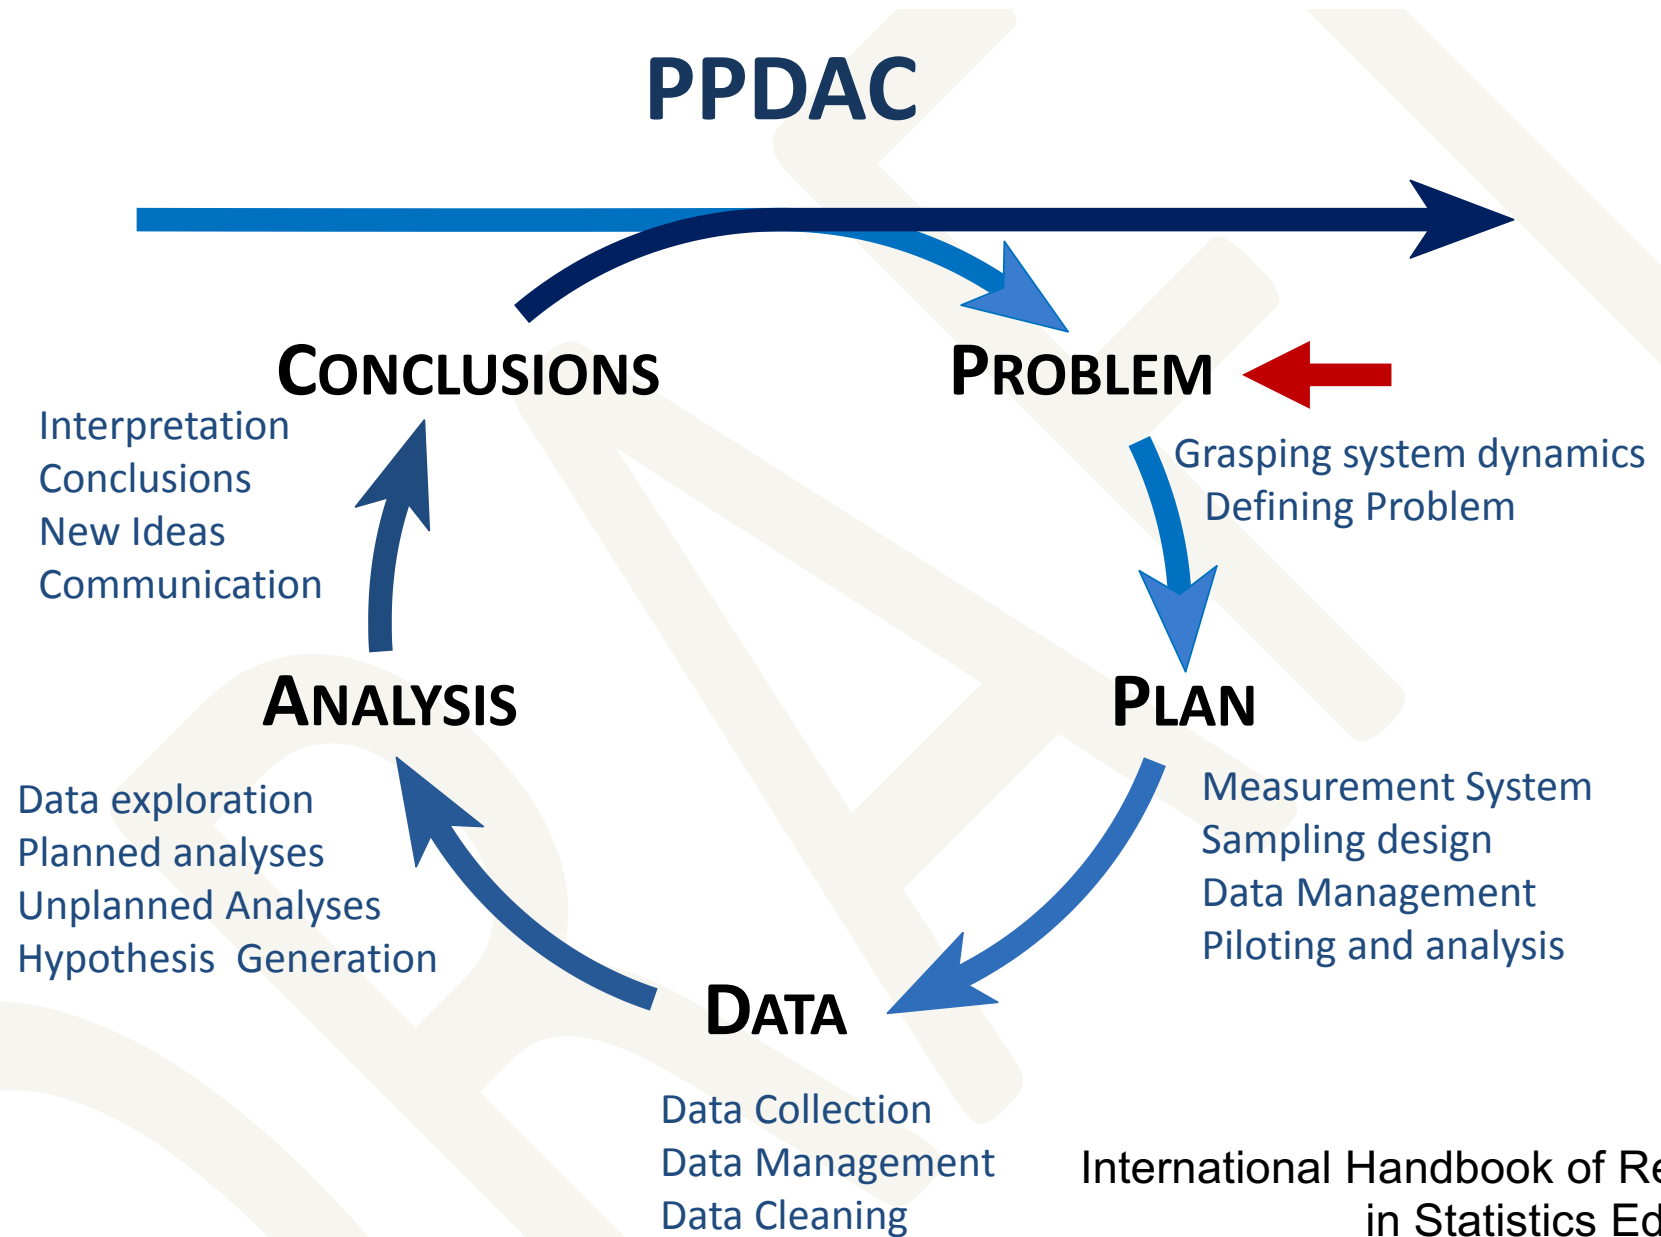 PPDAC
CONCLUSIONS
Interpretation
Conclusions
New Ideas
Communication
PROBLEM
Grasping system dynamics
Defining Problem
ANALYSIS
Data exploration
Planned analyses
Unplanned Analyses
Hypothesis  Generation
PLAN
Measurement System
Sampling design
Data Management
Piloting and analysis
DATA
Data Collection
Data Management
Data Cleaning
International Handbook of
in Statistics